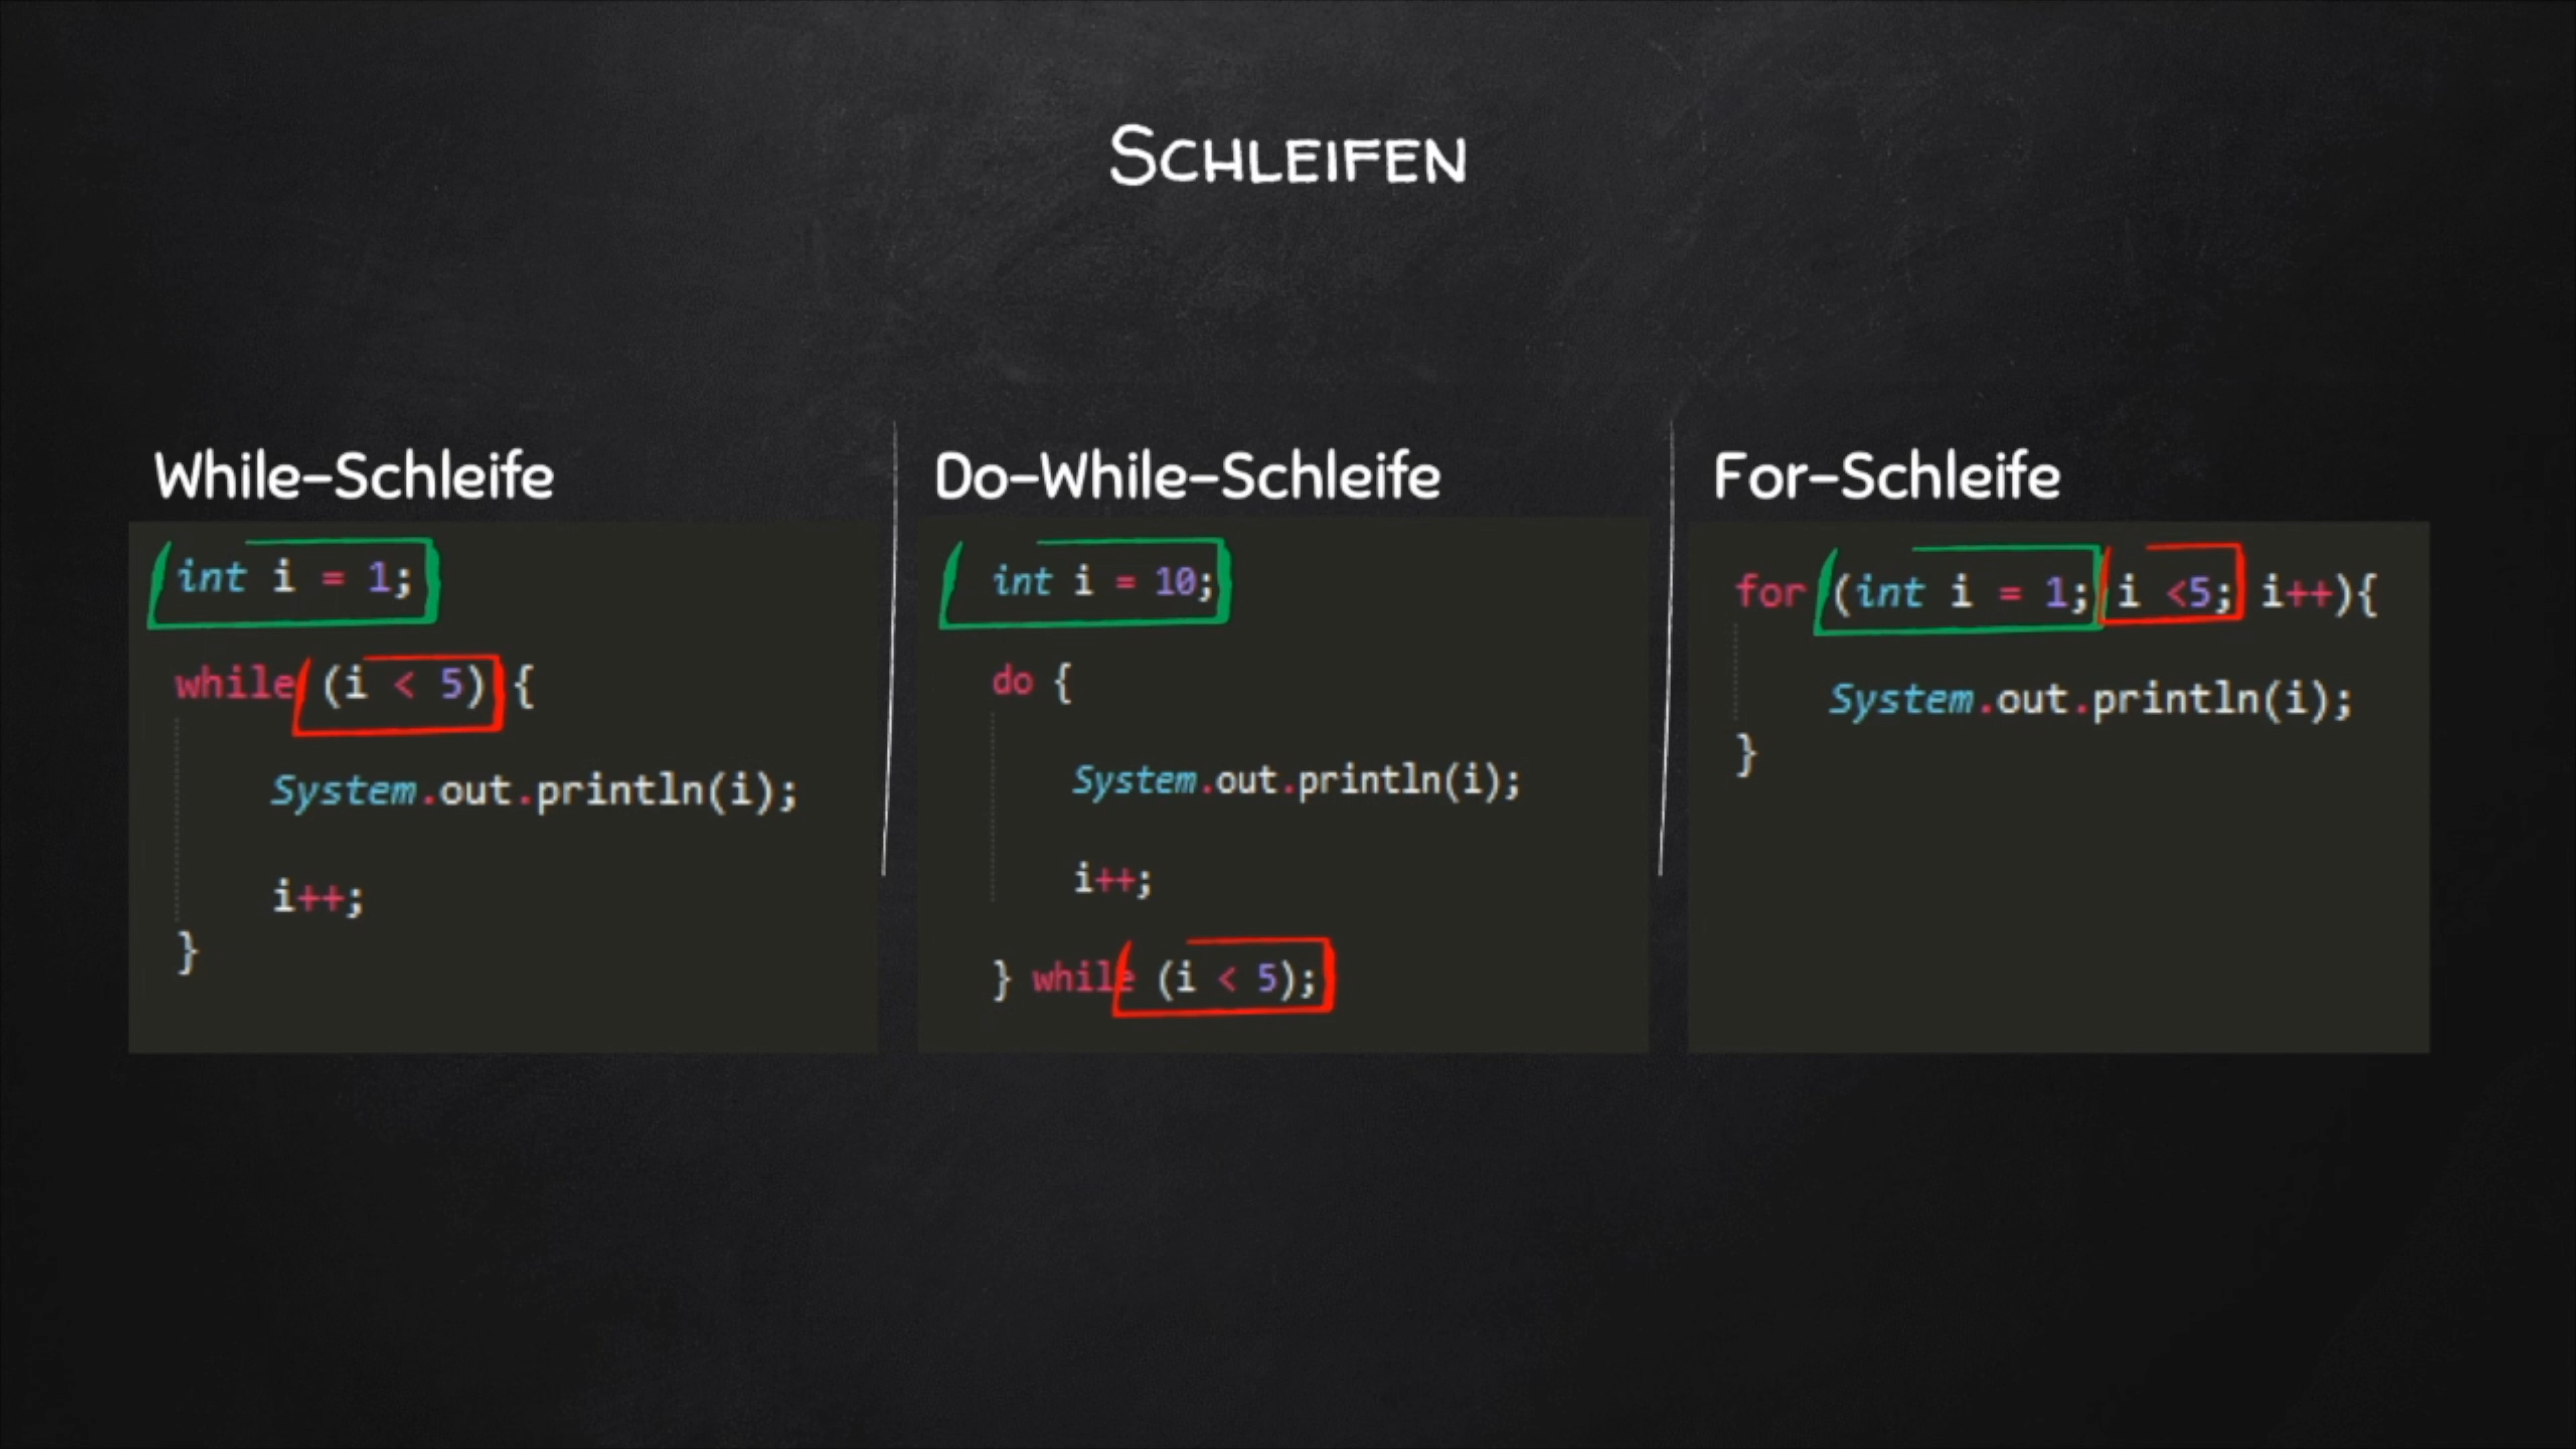 SCHLEIFEN
While-Schleife
int i = 1;
while (i < 5) {
System.out.println(i);
i++;
}
Do-While-Schleife
int i = 10;
do {
System.out.println(i);
i++;
} while (i < 5);
For-Schleife
for (int i = 1; i <5; i++){
System.out.println(i);
}